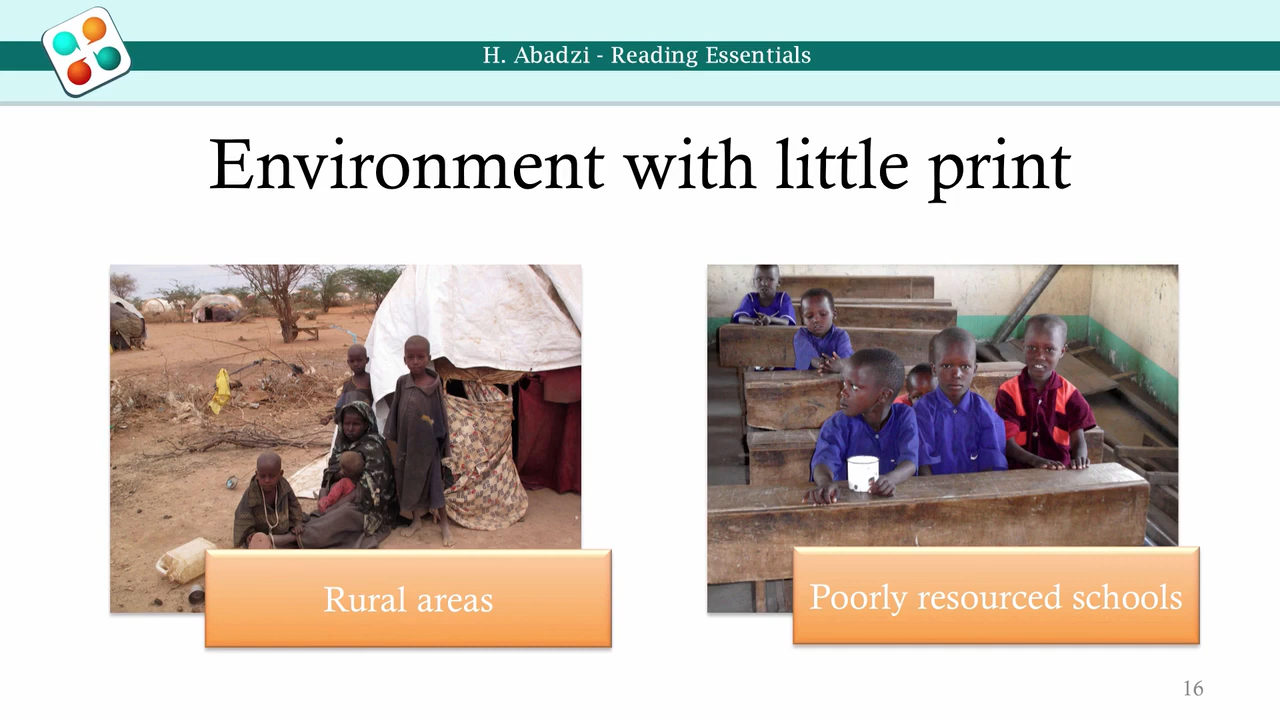 H. Abadzi - Reading Essentials
Environment with little print
Rural areas
Poorly resourced schools
16